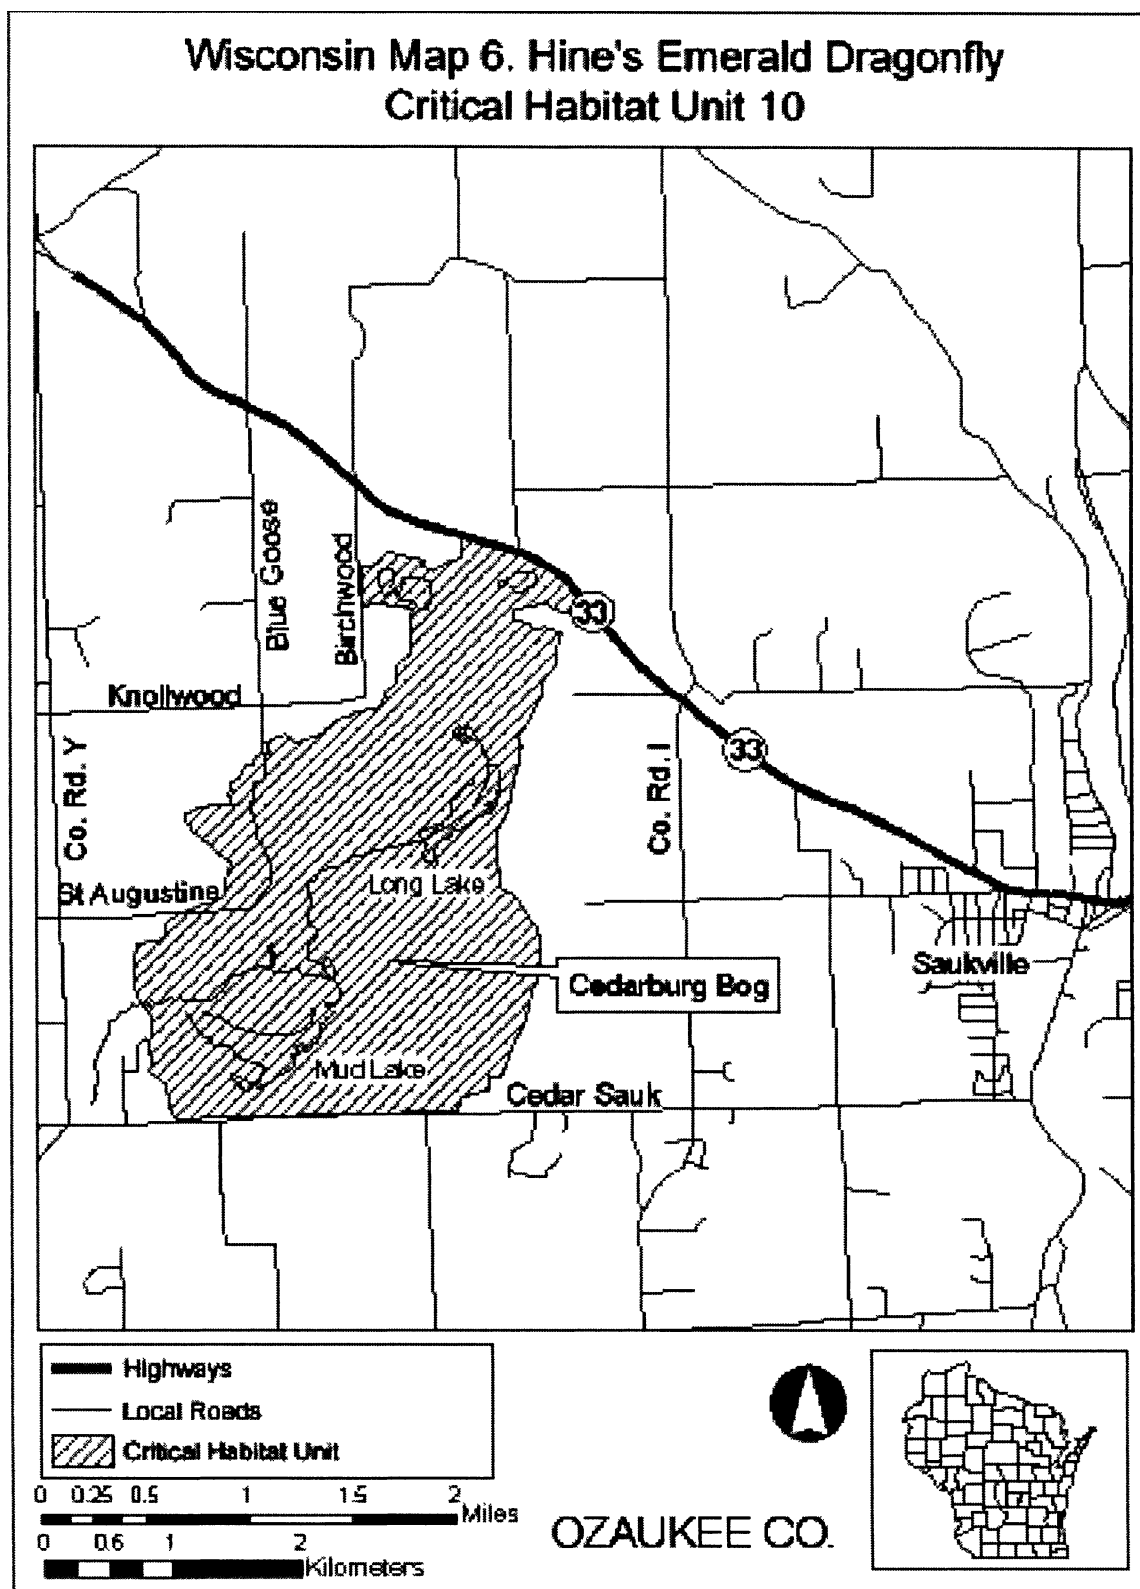 Wisconsin Map 6. Hine's Emerald Dragonfly
Critical Habitat Unit 10
Blue Goose
Birchwood
33
Knollwood
33
Co. Rd. Y
Co. Rd. I
St Augustine
Long Lake
Saukville
Cedarburg Bog
Mud Lake
Cedar Sauk
Highways
Local Roads
Critical Habitat Unit
0 0.25 0.5 1 1.5 2
Miles
0 0.6 1 2
Kilometers
OZAUKEE CO.